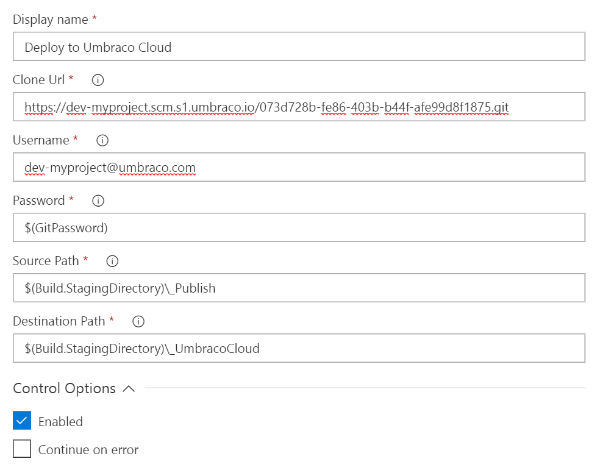 Display name *
Deploy to Umbraco Cloud
Clone Url *
https://dev-myproject.scm.s1.umbraco.io/073d728b-fe86-403b-b44f-afe99d8f1875.git
Username *
dev-myproject@umbraco.com
Password *
$(GitPassword)
Source Path *
$(Build.StagingDirectory)\_Publish
Destination Path *
$(Build.StagingDirectory)\_UmbracoCloud
Control Options
Enabled
Continue on error